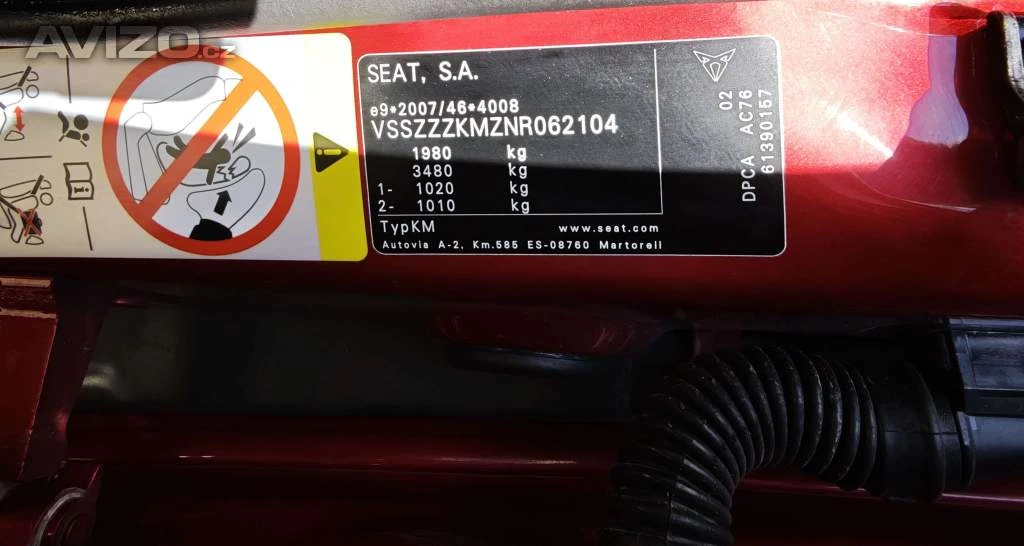 AVIZO.cz
SEAT, S.A.
e9*2007/46*4008
VSSZZZKMZNR062104
1980 kg
3480 kg
1- 1020 kg
2- 1010 kg
TypKM www.seat.com
Autovia A-2, Km.585 ES-08760 Martorell
DPCA AC76 02
61390157